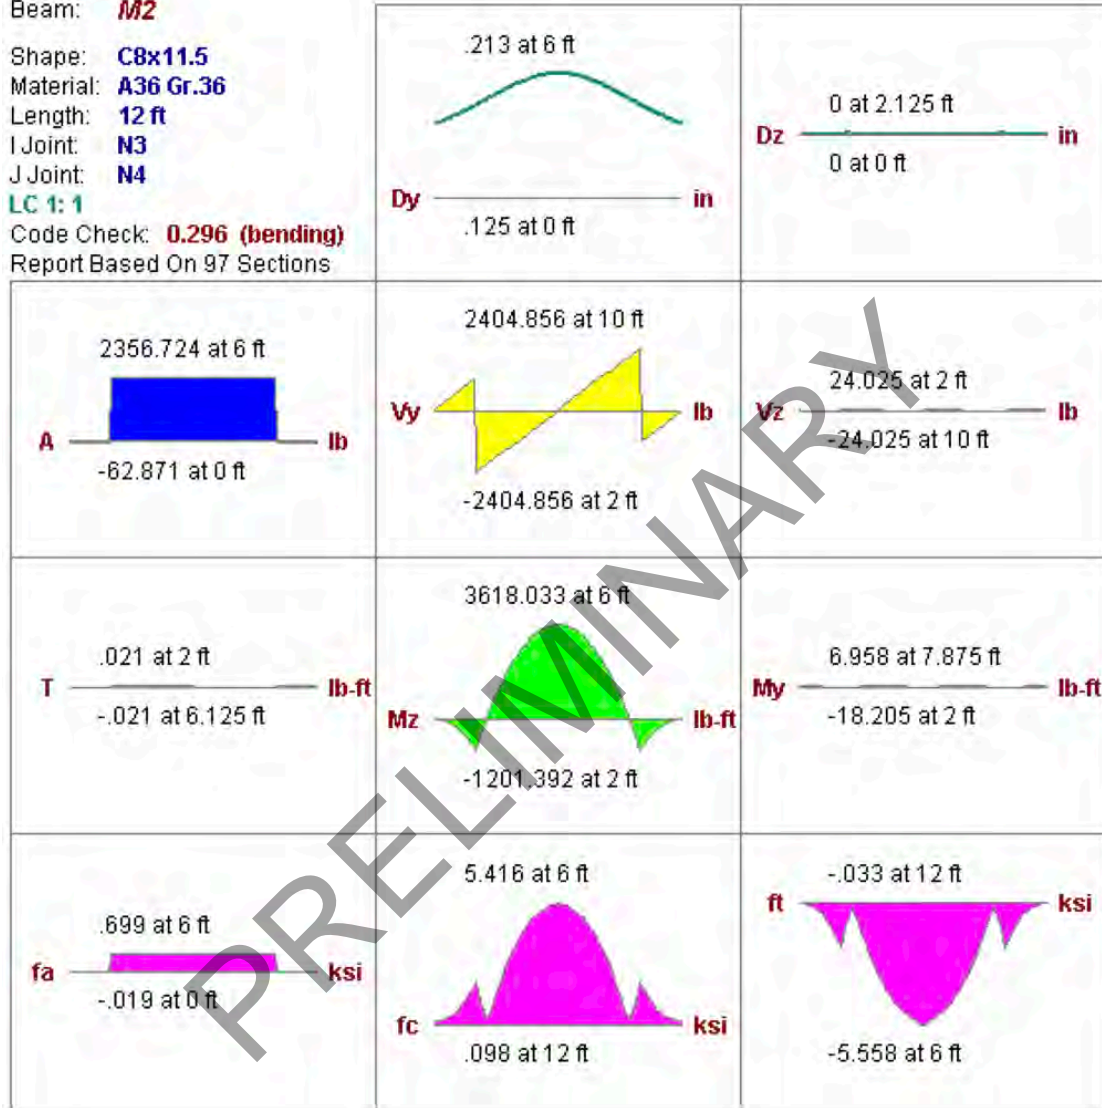 Beam: M2
Shape: C8x11.5
Material: A36 Gr.36
Length: 12 ft
I Joint: N3
J Joint: N4
LC 1: 1
Code Check: 0.296 (bending)
Report Based On 97 Sections
.213 at 6 ft
Dy in
.125 at 0 ft
0 at 2.125 ft
Dz in
0 at 0 ft
2356.724 at 6 ft
A lb
-62.871 at 0 ft
2404.856 at 10 ft
Vy lb
-2404.856 at 2 ft
24.025 at 2 ft
Vz lb
-24.025 at 10 ft
.021 at 2 ft
T lb-ft
-.021 at 6.125 ft
3618.033 at 6 ft
Mz lb-ft
-1201.392 at 2 ft
6.958 at 7.875 ft
My lb-ft
-18.205 at 2 ft
.699 at 6 ft
fa ksi
-.019 at 0 ft
5.416 at 6 ft
fc ksi
.098 at 12 ft
-.033 at 12 ft
ft ksi
-5.558 at 6 ft
PRELIMINARY